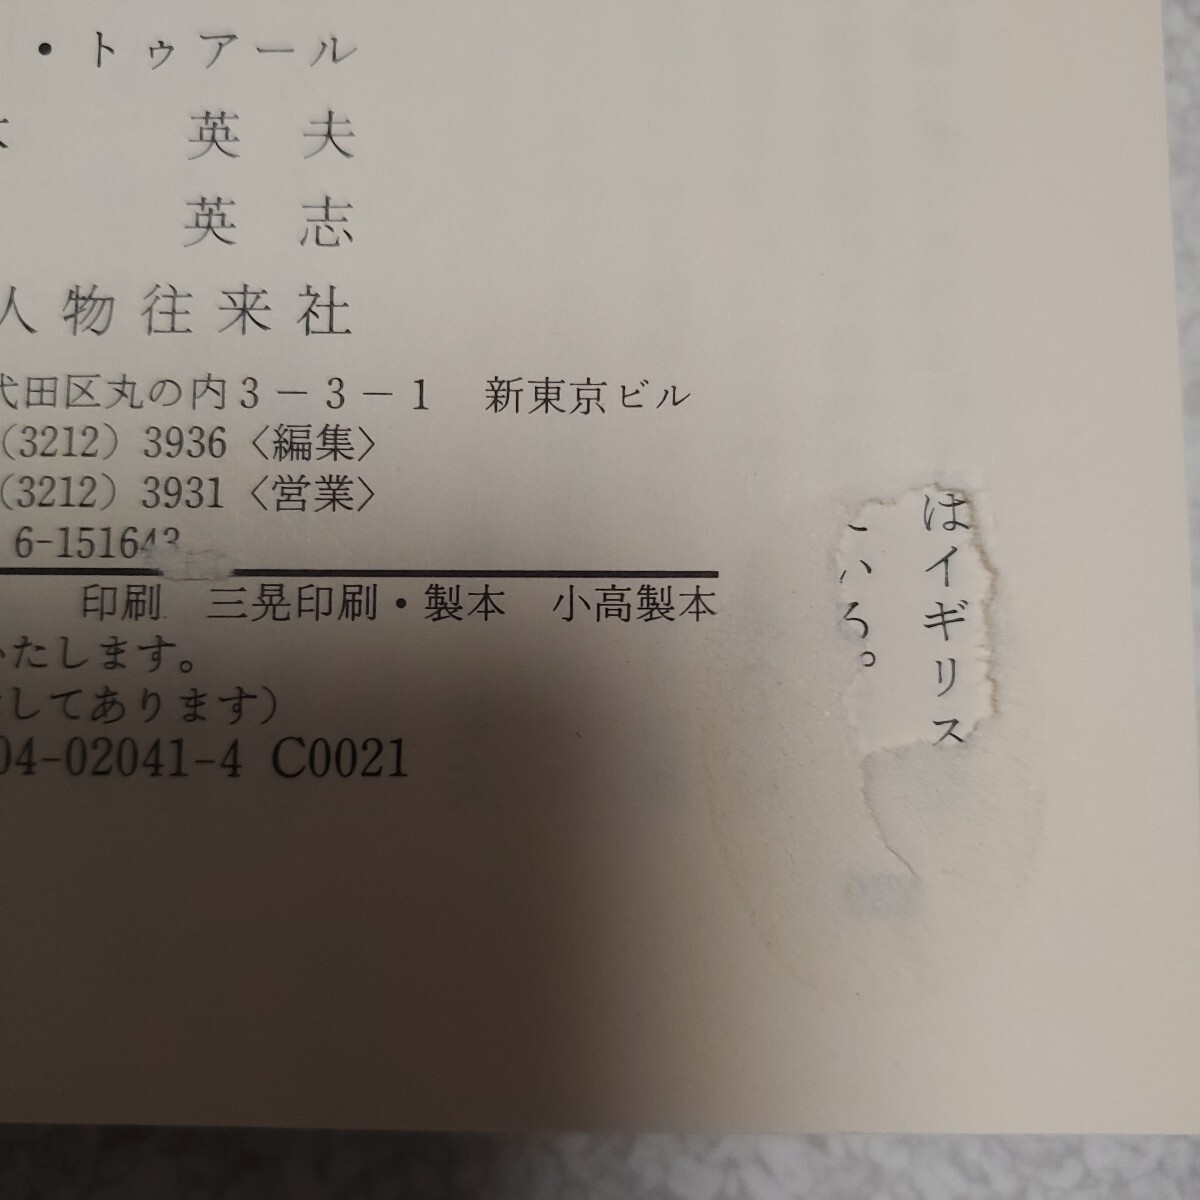 ・トゥアール
英夫
英志
人物往来社
代田区丸の内3－3－1 新東京ビル
(3212) 3936〈編集〉
(3212) 3931〈営業〉
6-151643
印刷 三晃印刷・製本 小高製本
いたします。
してあります)
04-02041-4 C0021
はイギリス
いる。